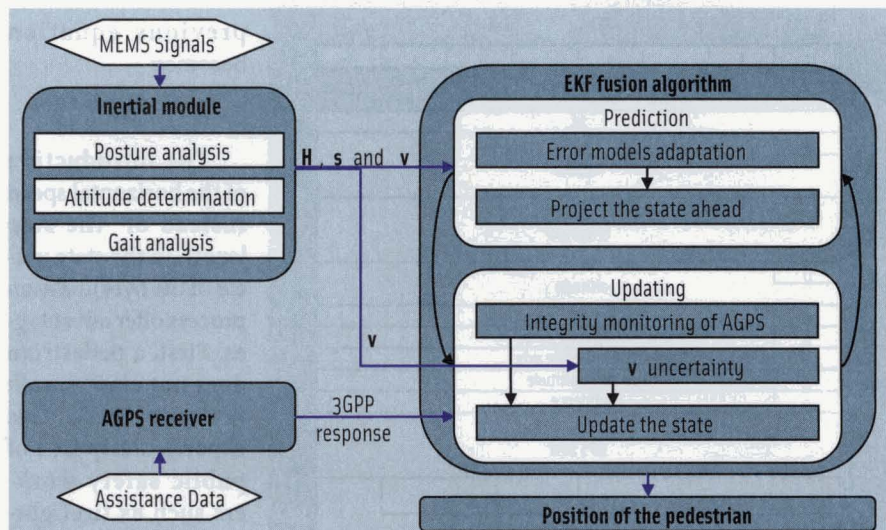 previous equation
MEMS Signals
Inertial module
Posture analysis
Attitude determination
Gait analysis
H, s and v
EKF fusion algorithm
Prediction
Error models adaptation
Project the state ahead
Updating
Integrity monitoring of AGPS
v
v uncertainty
Update the state
AGPS receiver
3GPP
response
Assistance Data
Position of the pedestrian